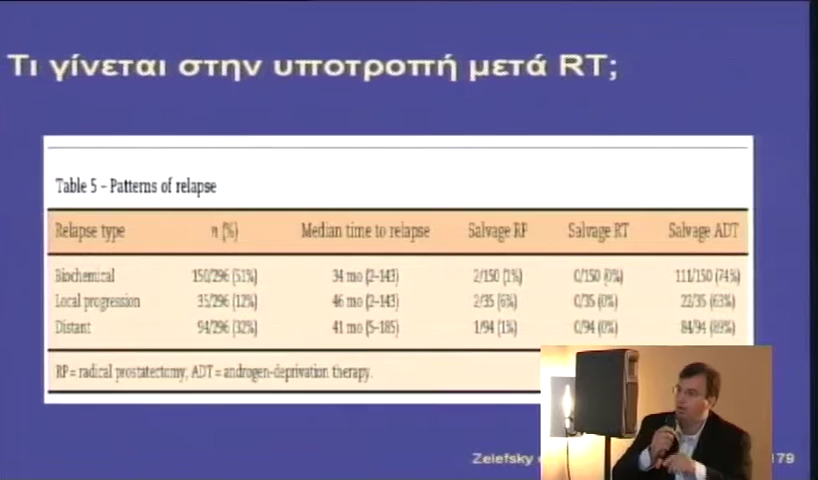 Τι γίνεται στην υποτροπή μετά RT;
Table 5 – Patterns of relapse
Relapse type n (%) Median time to relapse Salvage RP Salvage RT Salvage ADT
Biochemical 150/296 (51%) 34 mo (2–143) 2/150 (1%) 0/150 (0%) 111/150 (74%)
Local progression 35/296 (12%) 46 mo (2–143) 2/35 (6%) 0/35 (0%) 22/35 (63%)
Distant 94/296 (32%) 41 mo (5–185) 1/94 (1%) 0/94 (0%) 84/94 (89%)
RP = radical prostatectomy, ADT = androgen-deprivation therapy.
Zelefsky
179